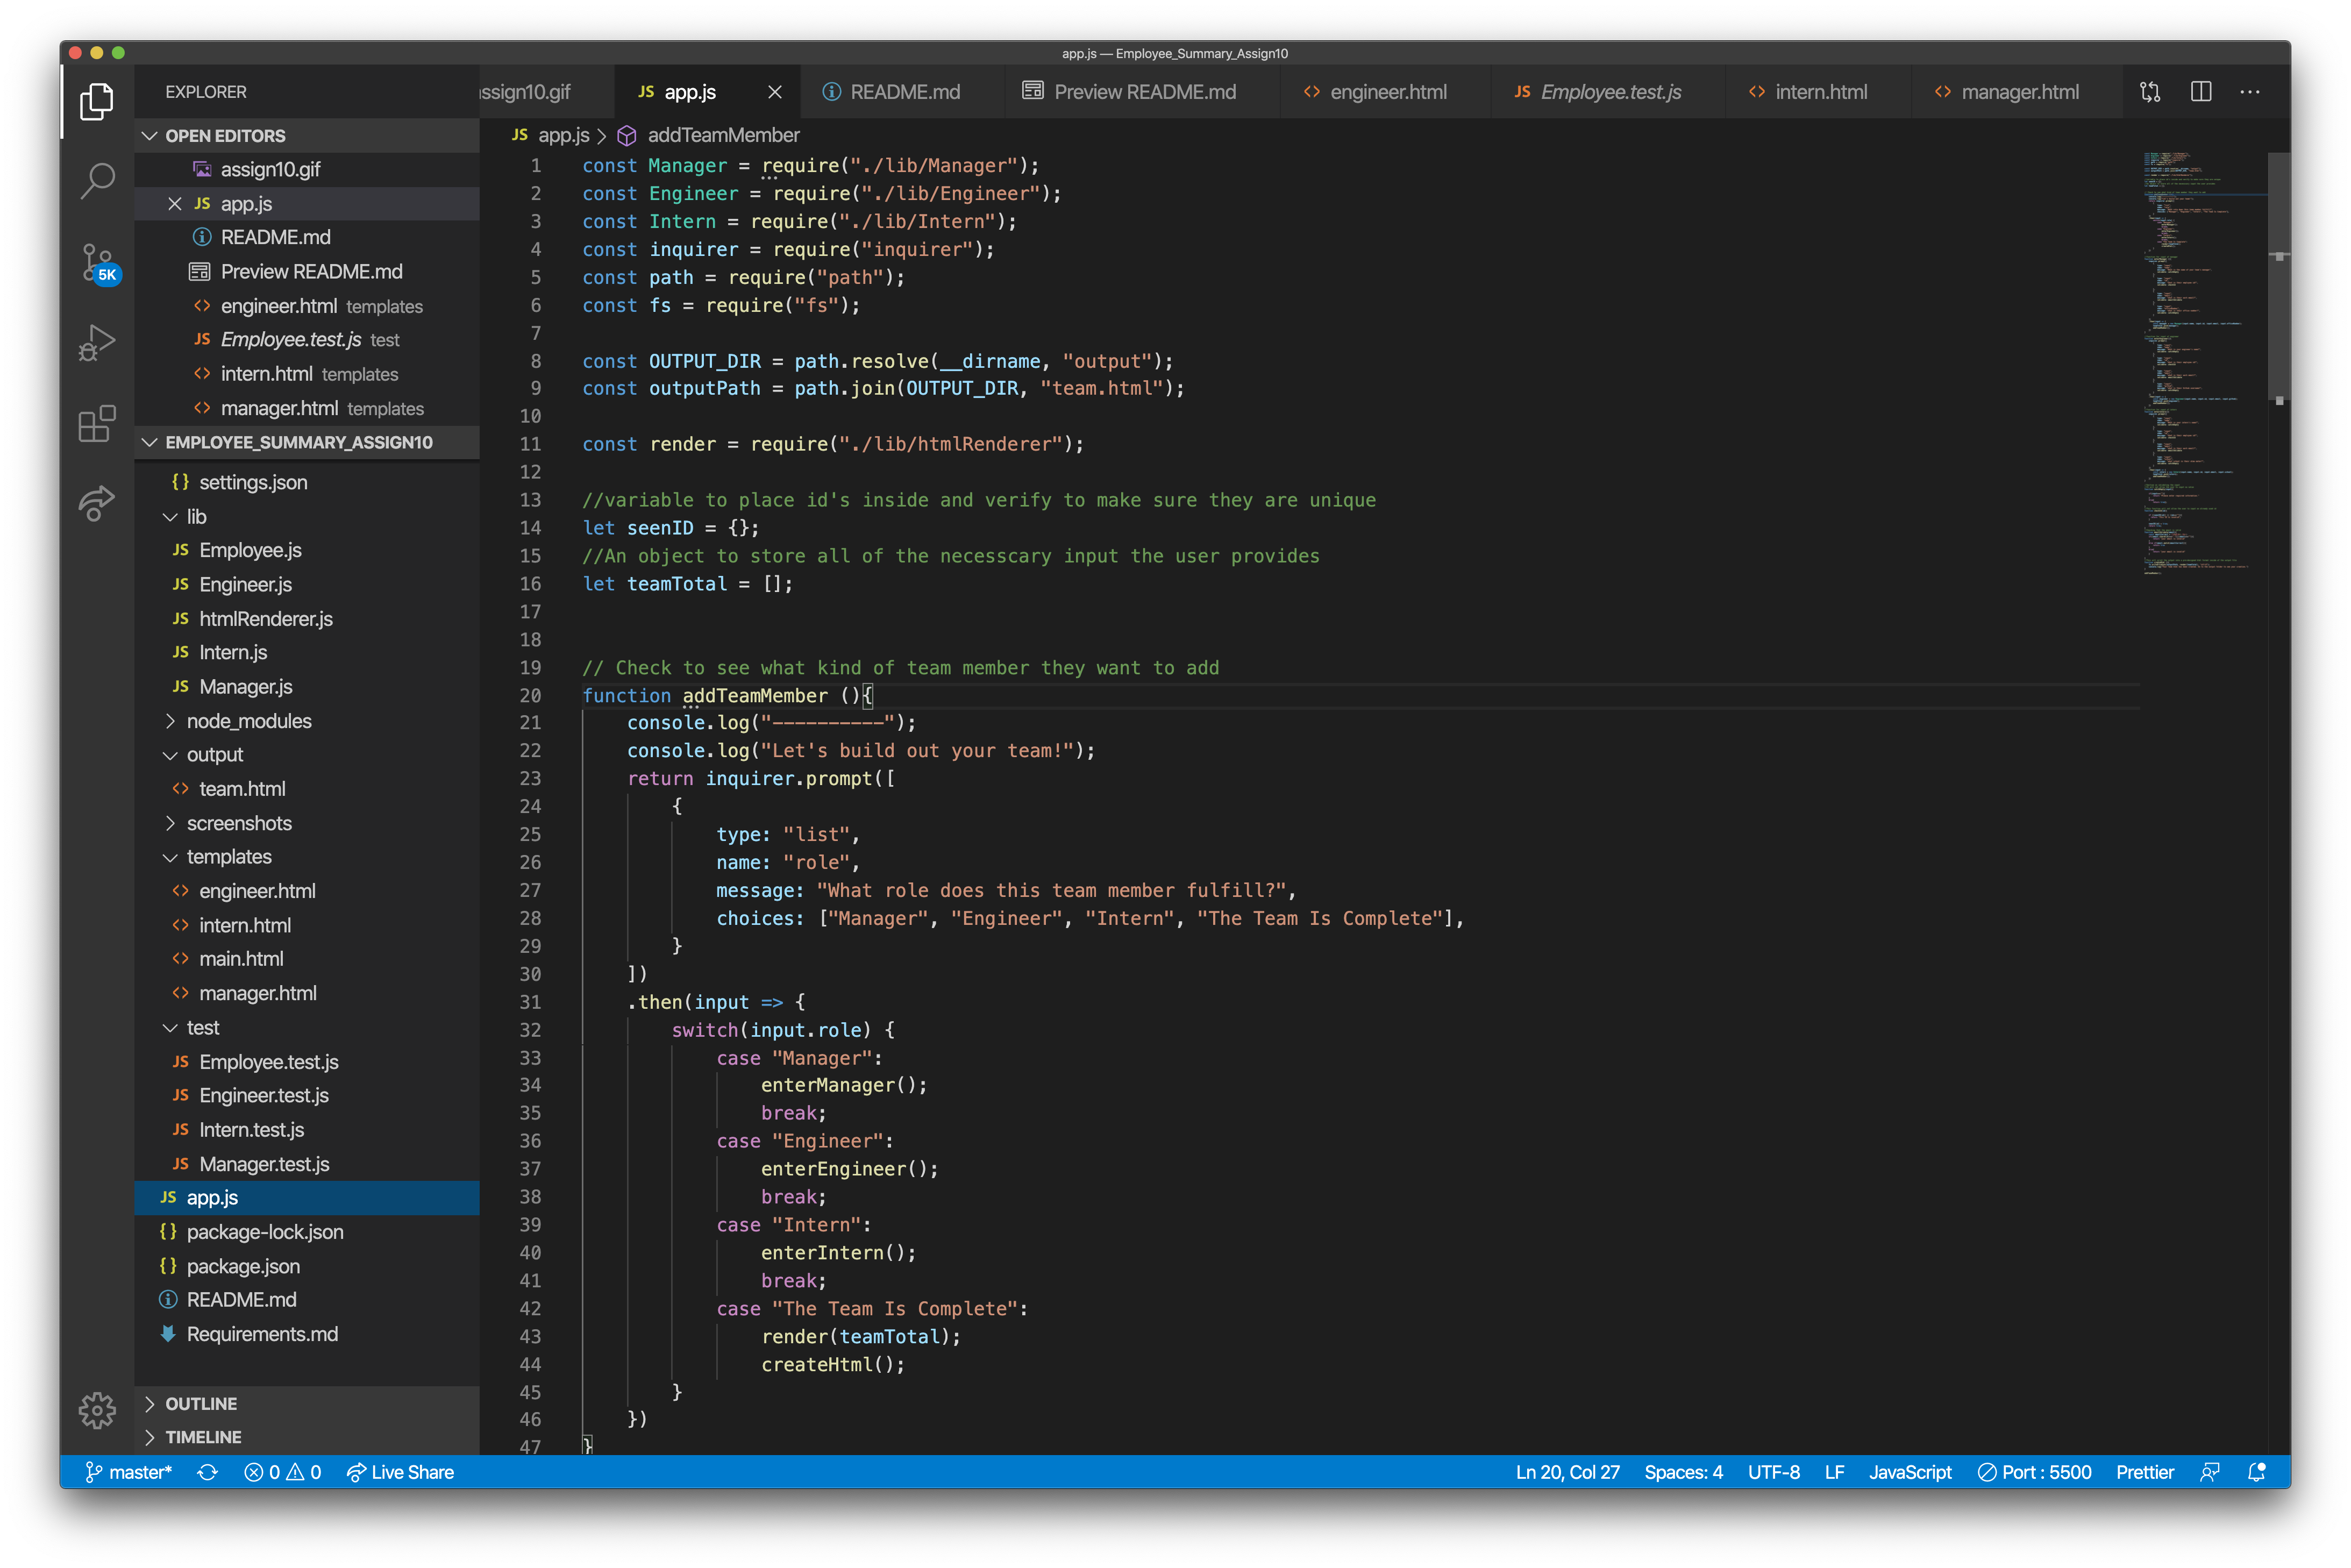 app.js — Employee_Summary_Assign10
EXPLORER
ssign10.gif
JS app.js
README.md
Preview README.md
engineer.html
JS Employee.test.js
intern.html
manager.html
OPEN EDITORS
assign10.gif
JS app.js
README.md
Preview README.md
engineer.html templates
JS Employee.test.js test
intern.html templates
manager.html templates
EMPLOYEE_SUMMARY_ASSIGN10
{} settings.json
lib
JS Employee.js
JS Engineer.js
JS htmlRenderer.js
JS Intern.js
JS Manager.js
node_modules
output
team.html
screenshots
templates
engineer.html
intern.html
main.html
manager.html
test
JS Employee.test.js
JS Engineer.test.js
JS Intern.test.js
JS Manager.test.js
JS app.js
{} package-lock.json
{} package.json
README.md
Requirements.md
OUTLINE
TIMELINE
5K
JS app.js > addTeamMember
1 const Manager = require("./lib/Manager");
2 const Engineer = require("./lib/Engineer");
3 const Intern = require("./lib/Intern");
4 const inquirer = require("inquirer");
5 const path = require("path");
6 const fs = require("fs");
7
8 const OUTPUT_DIR = path.resolve(__dirname, "output");
9 const outputPath = path.join(OUTPUT_DIR, "team.html");
10
11 const render = require("./lib/htmlRenderer");
12
13 //variable to place id's inside and verify to make sure they are unique
14 let seenID = {};
15 //An object to store all of the necesscary input the user provides
16 let teamTotal = [];
17
18
19 // Check to see what kind of team member they want to add
20 function addTeamMember (){
21 console.log("----------");
22 console.log("Let's build out your team!");
23 return inquirer.prompt([
24 {
25 type: "list",
26 name: "role",
27 message: "What role does this team member fulfill?",
28 choices: ["Manager", "Engineer", "Intern", "The Team Is Complete"],
29 }
30 ])
31 .then(input => {
32 switch(input.role) {
33 case "Manager":
34 enterManager();
35 break;
36 case "Engineer":
37 enterEngineer();
38 break;
39 case "Intern":
40 enterIntern();
41 break;
42 case "The Team Is Complete":
43 render(teamTotal);
44 createHtml();
45 }
46 })
47 }
master* 0 0 Live Share
Ln 20, Col 27 Spaces: 4 UTF-8 LF JavaScript Port : 5500 Prettier